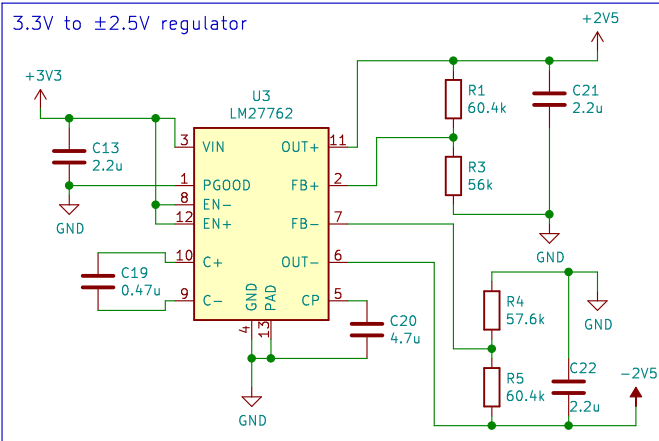 3.3V to ±2.5V regulator
+2V5
+3V3
U3
LM27762
R1
60.4k
C21
2.2u
C13
2.2u
3
VIN
OUT+
11
1
PGOOD
FB+
2
R3
56k
8
EN-
12
EN+
FB-
7
GND
GND
10
C+
OUT-
6
C19
0.47u
9
C-
GND
PAD
CP
5
R4
57.6k
GND
4
13
C20
4.7u
R5
60.4k
C22
2.2u
-2V5
GND